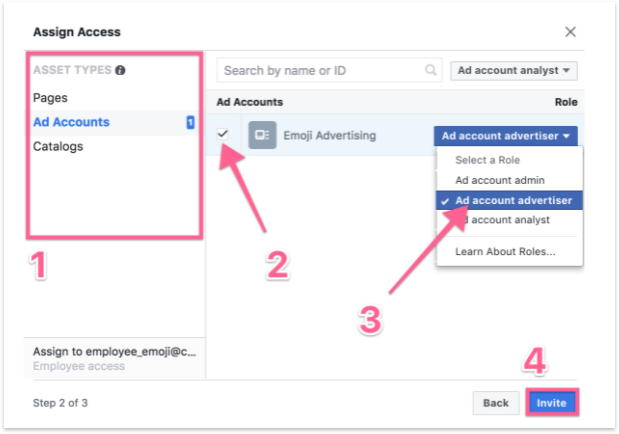 Assign Access
ASSET TYPES
Search by name or ID
Ad account analyst
Pages
Ad Accounts
Role
Ad Accounts 1
Emoji Advertising
Ad account advertiser
Catalogs
Select a Role
Ad account admin
Ad account advertiser
Ad account analyst
Learn About Roles...
1
2
3
Assign to employee_emoji@c...
Employee access
4
Step 2 of 3
Back
Invite